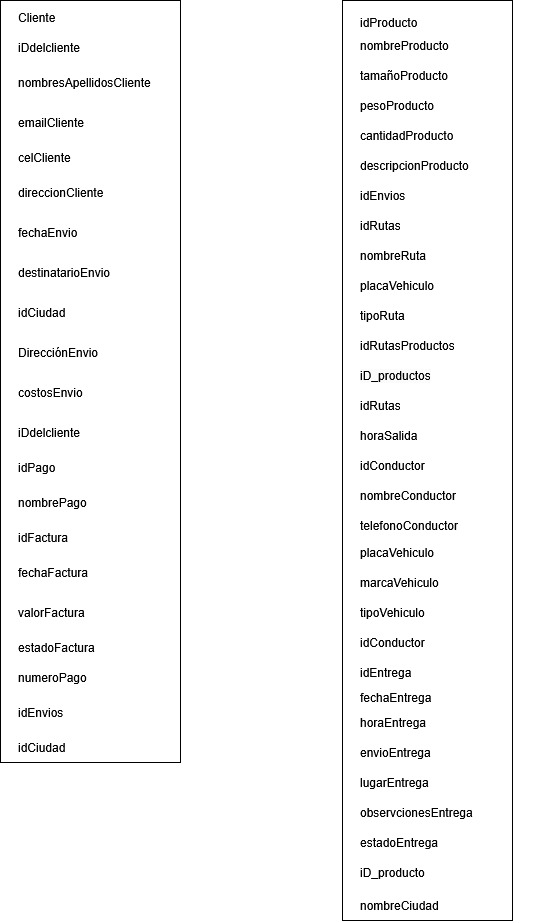 Cliente
iDdelcliente
nombresApellidosCliente
emailCliente
celCliente
direccionCliente
fechaEnvio
destinatarioEnvio
idCiudad
DirecciónEnvio
costosEnvio
iDdelcliente
idPago
nombrePago
idFactura
fechaFactura
valorFactura
estadoFactura
numeroPago
idEnvios
idCiudad
idProducto
nombreProducto
tamañoProducto
pesoProducto
cantidadProducto
descripcionProducto
idEnvios
idRutas
nombreRuta
placaVehiculo
tipoRuta
idRutasProductos
iD_productos
idRutas
horaSalida
idConductor
nombreConductor
telefonoConductor
placaVehiculo
marcaVehiculo
tipoVehiculo
idConductor
idEntrega
fechaEntrega
horaEntrega
envioEntrega
lugarEntrega
observcionesEntrega
estadoEntrega
iD_producto
nombreCiudad